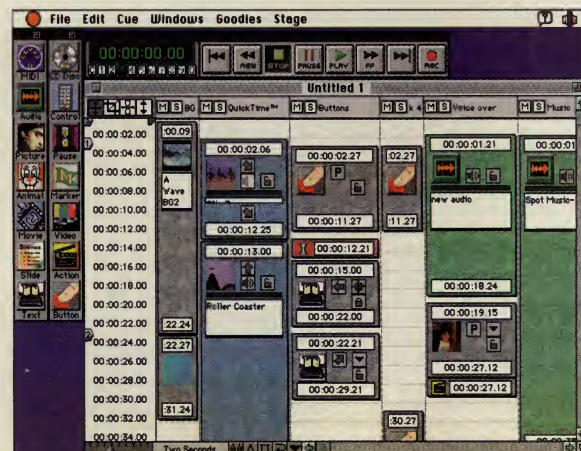 File Edit Cue Windows Goodies Stage
00:00:00.00
REW STOP PAUSE PLAY FF REC
Untitled 1
MIDI CD Disc
Audio Control
Picture Pause
Animat Marker
Movie Video
Slide Action
Text Button
M S BG M S QuickTime™ M S Buttons M S k 4 M S Voice over M S Music
00:00:02.00
00:00:04.00
00:00:06.00
00:00:08.00
00:00:10.00
00:00:12.00
00:00:14.00
00:00:16.00
00:00:18.00
00:00:20.00
00:00:22.00
00:00:24.00
00:00:26.00
00:00:28.00
00:00:30.00
00:00:32.00
00:00:34.00
:00.09
A
Wave
BG2
:22.24
:22.27
:31.24
00:00:02.06
00:00:12.25
00:00:13.00
Roller Coaster
00:00:02.27
P
00:00:11.27
00:00:12.21
00:00:15.00
00:00:22.00
00:00:22.21
00:00:29.21
:02.27
:11.27
:30.27
00:00:01.21
new audio
00:00:18.24
00:00:19.15
P
00:00:27.12
00:00:27.12
00:00:01
Spot Music-
Two Seconds